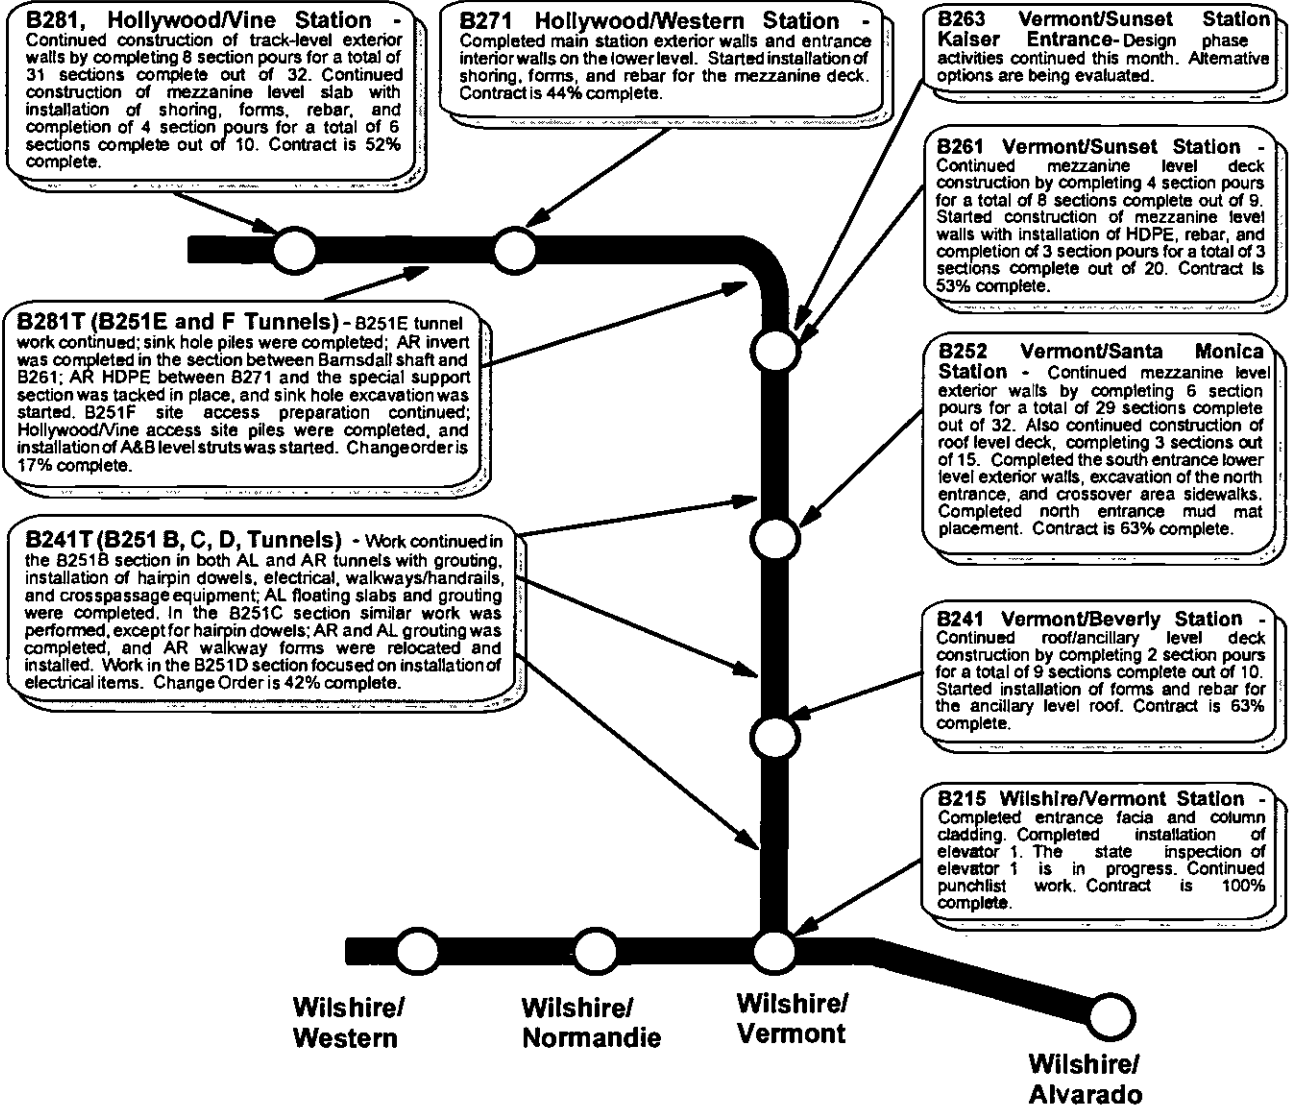 B281, Hollywood/Vine Station -
Continued construction of track-level exterior
walls by completing 8 section pours for a total of
31 sections complete out of 32. Continued
construction of mezzanine level slab with
installation of shoring, forms, rebar, and
completion of 4 section pours for a total of 6
sections complete out of 10. Contract is 52%
complete.
B271 Hollywood/Western Station -
Completed main station exterior walls and entrance
interior walls on the lower level. Started installation of
shoring, forms, and rebar for the mezzanine deck.
Contract is 44% complete.
B263 Vermont/Sunset Station
Kaiser Entrance- Design phase
activities continued this month. Alternative
options are being evaluated.
B261 Vermont/Sunset Station -
Continued mezzanine level deck
construction by completing 4 section pours
for a total of 8 sections complete out of 9.
Started construction of mezzanine level
walls with installation of HDPE, rebar, and
completion of 3 section pours for a total of 3
sections complete out of 20. Contract is
53% complete.
B281T (B251E and F Tunnels) - B251E tunnel
work continued; sink hole piles were completed; AR invert
was completed in the section between Barnsdall shaft and
B261; AR HDPE between B271 and the special support
section was tacked in place, and sink hole excavation was
started. B251F site access preparation continued;
Hollywood/Vine access site piles were completed, and
installation of A&B level struts was started. Changeorder is
17% complete.
B252 Vermont/Santa Monica
Station - Continued mezzanine level
exterior walls by completing 6 section
pours for a total of 29 sections complete
out of 32. Also continued construction of
roof level deck, completing 3 sections out
of 15. Completed the south entrance lower
level exterior walls, excavation of the north
entrance, and crossover area sidewalks.
Completed north entrance mud mat
placement. Contract is 63% complete.
B241T (B251 B, C, D, Tunnels) - Work continued in
the B251B section in both AL and AR tunnels with grouting,
installation of hairpin dowels, electrical, walkways/handrails,
and crosspassage equipment; AL floating slabs and grouting
were completed. In the B251C section similar work was
performed, except for hairpin dowels; AR and AL grouting was
completed, and AR walkway forms were relocated and
installed. Work in the B251D section focused on installation of
electrical items. Change Order is 42% complete.
B241 Vermont/Beverly Station -
Continued roof/ancillary level deck
construction by completing 2 section pours
for a total of 9 sections complete out of 10.
Started installation of forms and rebar for
the ancillary level roof. Contract is 63%
complete.
B215 Wilshire/Vermont Station -
Completed entrance facia and column
cladding. Completed installation of
elevator 1. The state inspection of
elevator 1 is in progress. Continued
punchlist work. Contract is 100%
complete.
Wilshire/
Western
Wilshire/
Normandie
Wilshire/
Vermont
Wilshire/
Alvarado